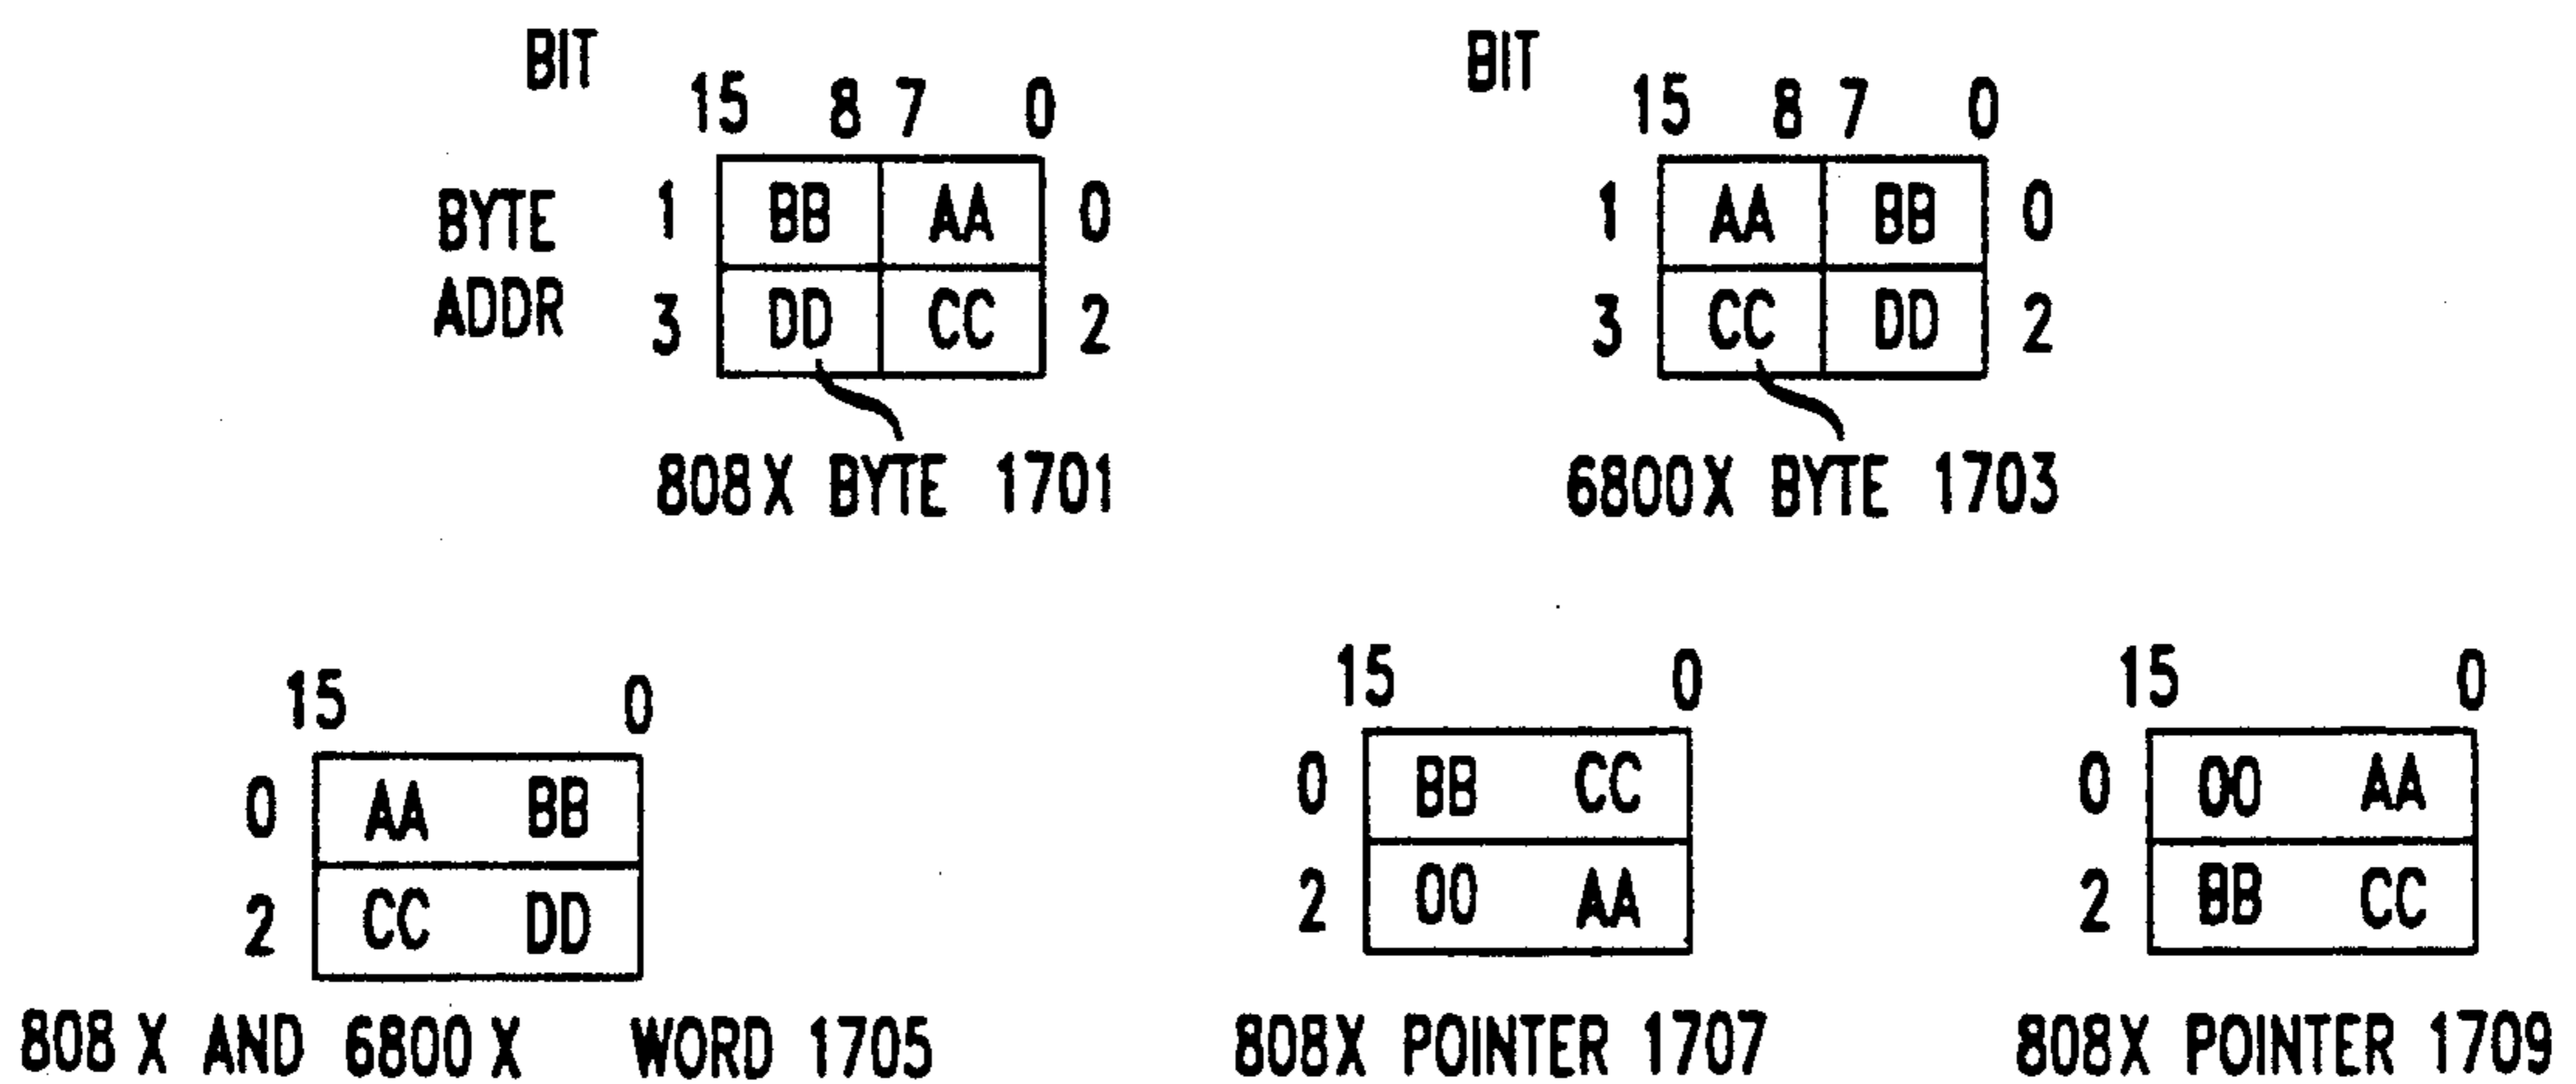 BIT
15 8 7 0
BYTE ADDR
1 BB AA 0
3 DD CC 2
808X BYTE 1701
BIT
15 8 7 0
1 AA BB 0
3 CC DD 2
6800X BYTE 1703
15 0
0 AA BB
2 CC DD
808X AND 6800X WORD 1705
15 0
0 BB CC
2 00 AA
808X POINTER 1707
15 0
0 00 AA
2 BB CC
808X POINTER 1709